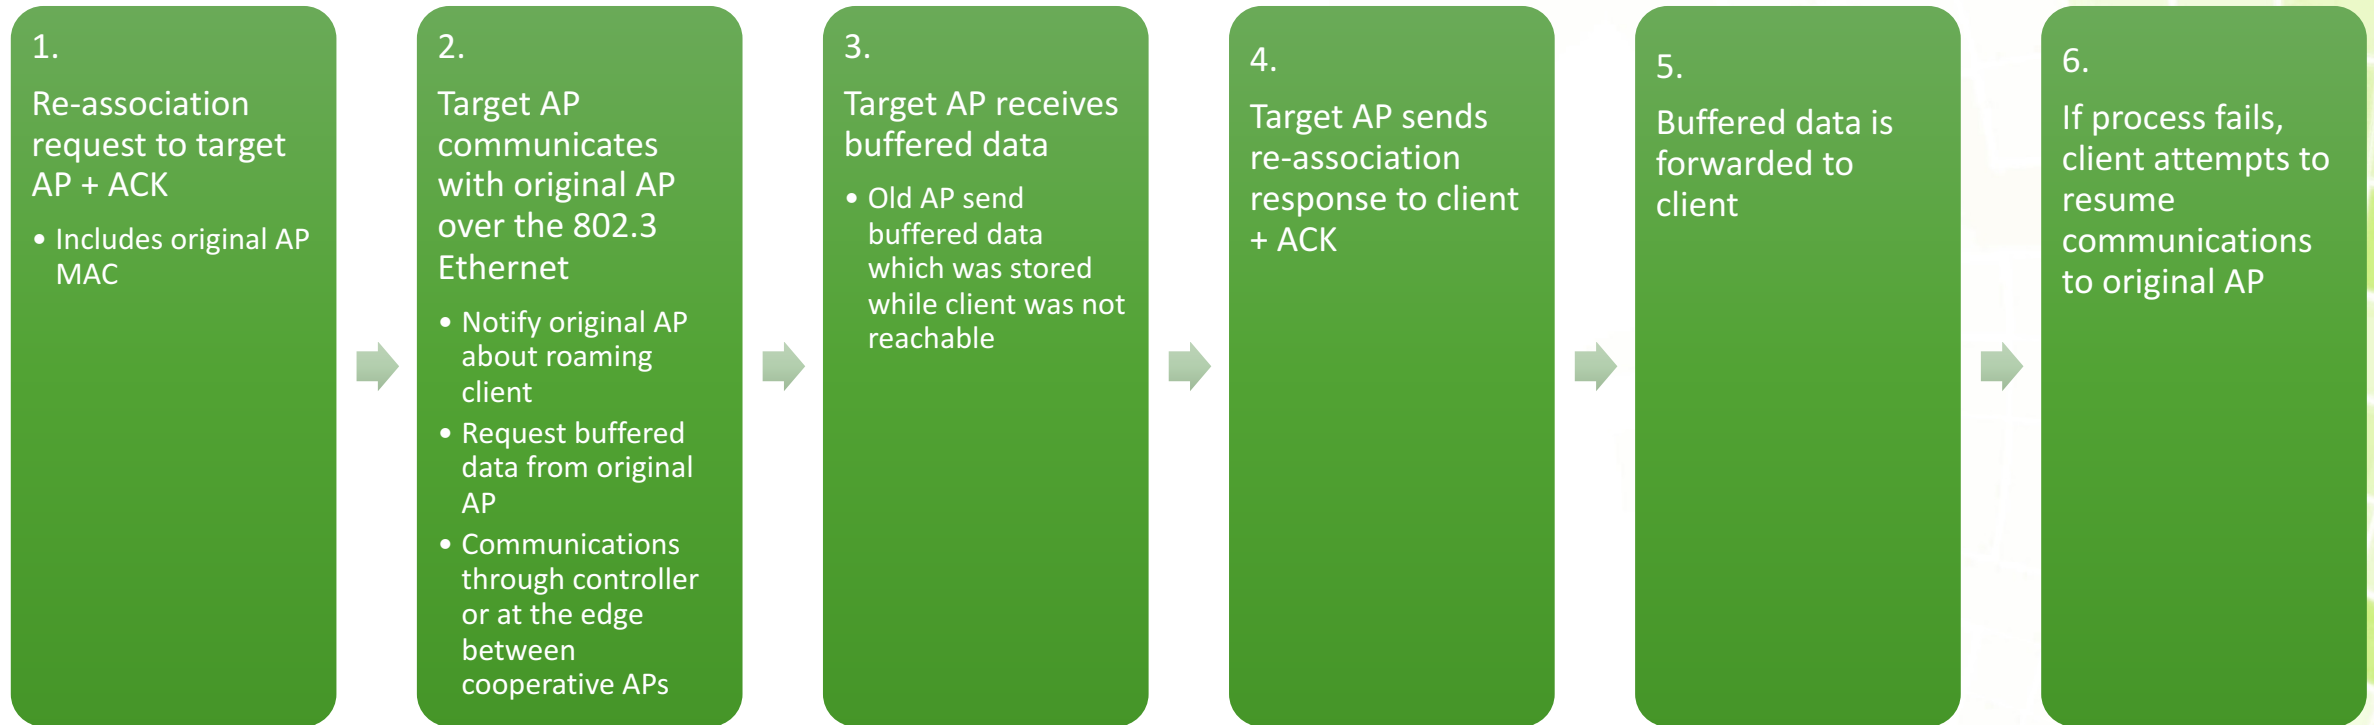 1.
Re-association
request to target
AP + ACK
• Includes original AP
MAC
2.
Target AP
communicates
with original AP
over the 802.3
Ethernet
• Notify original AP
about roaming
client
• Request buffered
data from original
AP
• Communications
through controller
or at the edge
between
cooperative APs
3.
Target AP receives
buffered data
• Old AP send
buffered data
which was stored
while client was not
reachable
4.
Target AP sends
re-association
response to client
+ ACK
5.
Buffered data is
forwarded to
client
6.
If process fails,
client attempts to
resume
communications
to original AP